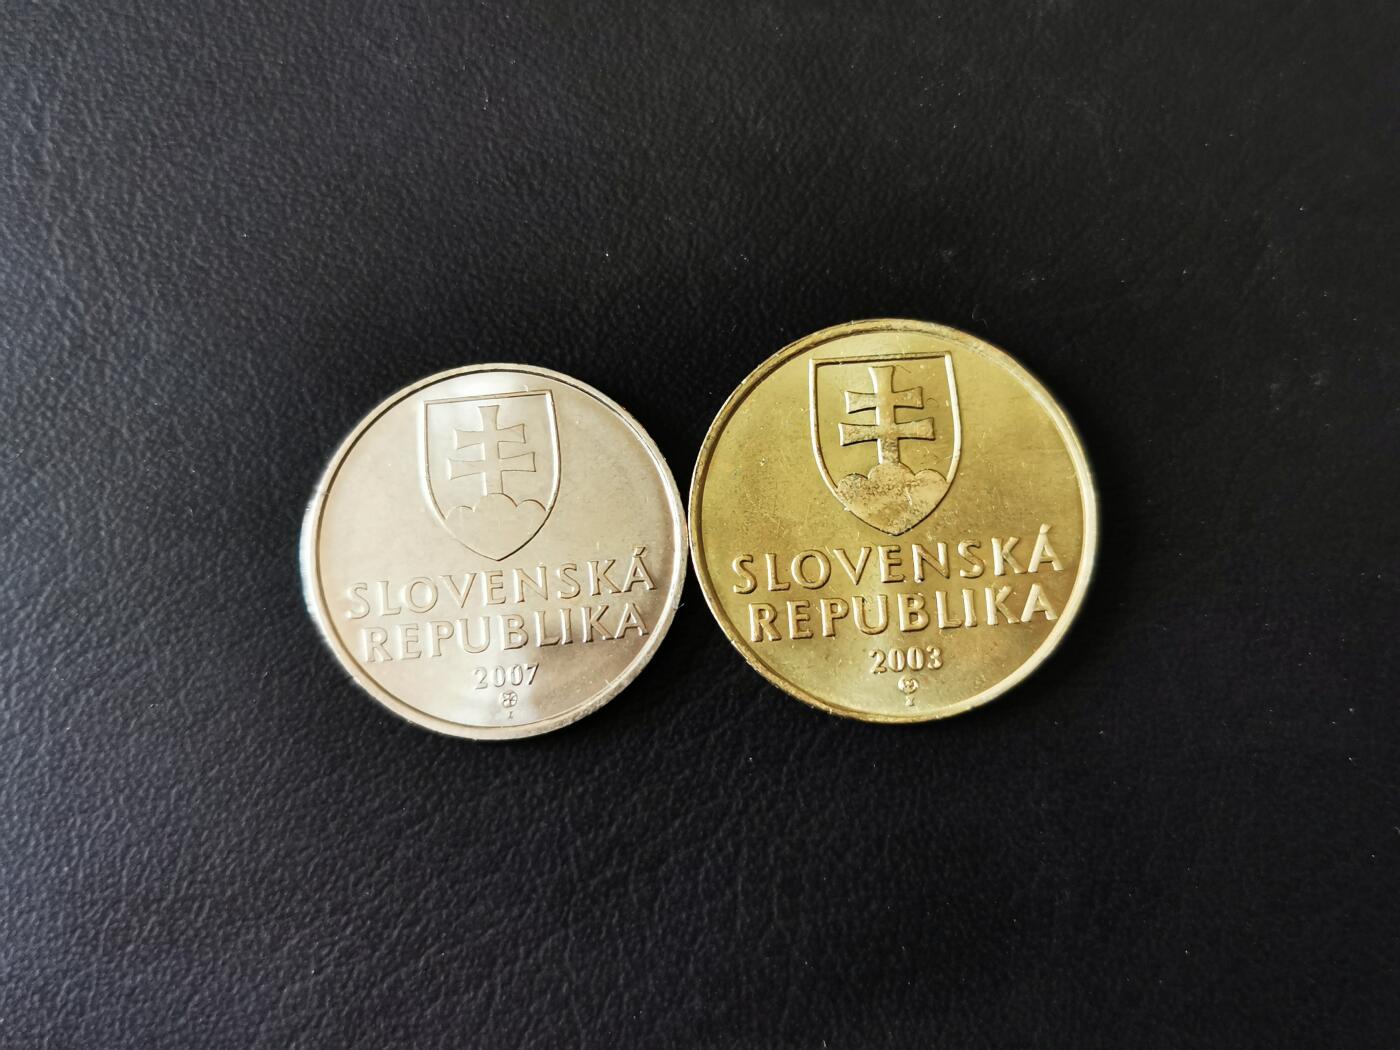 SLOVENSKÁ
REPUBLIKA
2007
SLOVENSKÁ
REPUBLIKA
2003